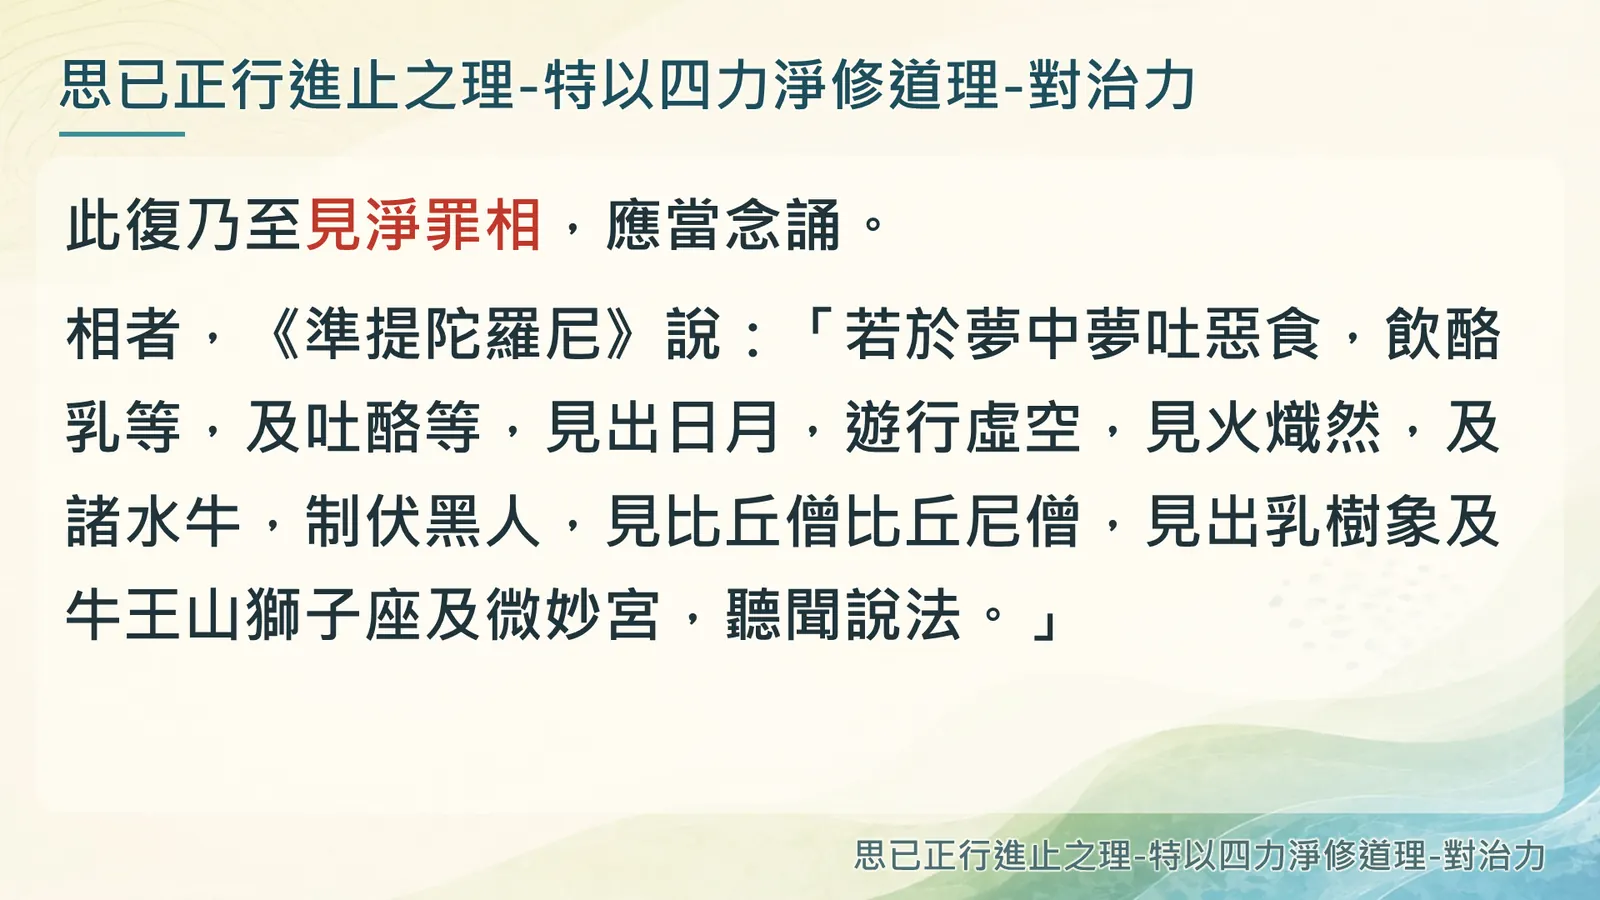 思已正行進止之理-特以四力淨修道理-對治力
此復乃至見淨罪相，應當念誦。
相者，《準提陀羅尼》說：「若於夢中夢吐惡食，飲酪
乳等，及吐酪等，見出日月，遊行虛空，見火熾然，及
諸水牛，制伏黑人，見比丘僧比丘尼僧，見出乳樹象及
牛王山獅子座及微妙宮，聽聞說法。」
思已正行進止之理-特以四力淨修道理-對治力